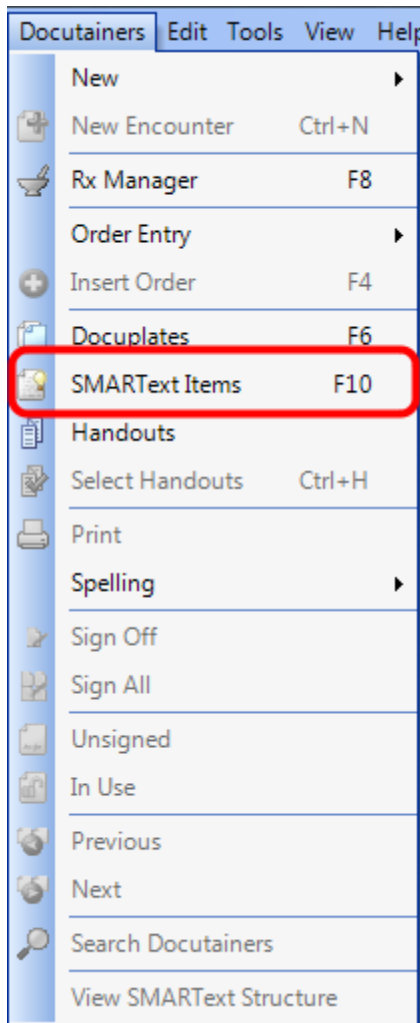 Docutainers Edit Tools View Help
New
New Encounter Ctrl+N
Rx Manager F8
Order Entry
Insert Order F4
Docuplates F6
SMARText Items F10
Handouts
Select Handouts Ctrl+H
Print
Spelling
Sign Off
Sign All
Unsigned
In Use
Previous
Next
Search Docutainers
View SMARText Structure